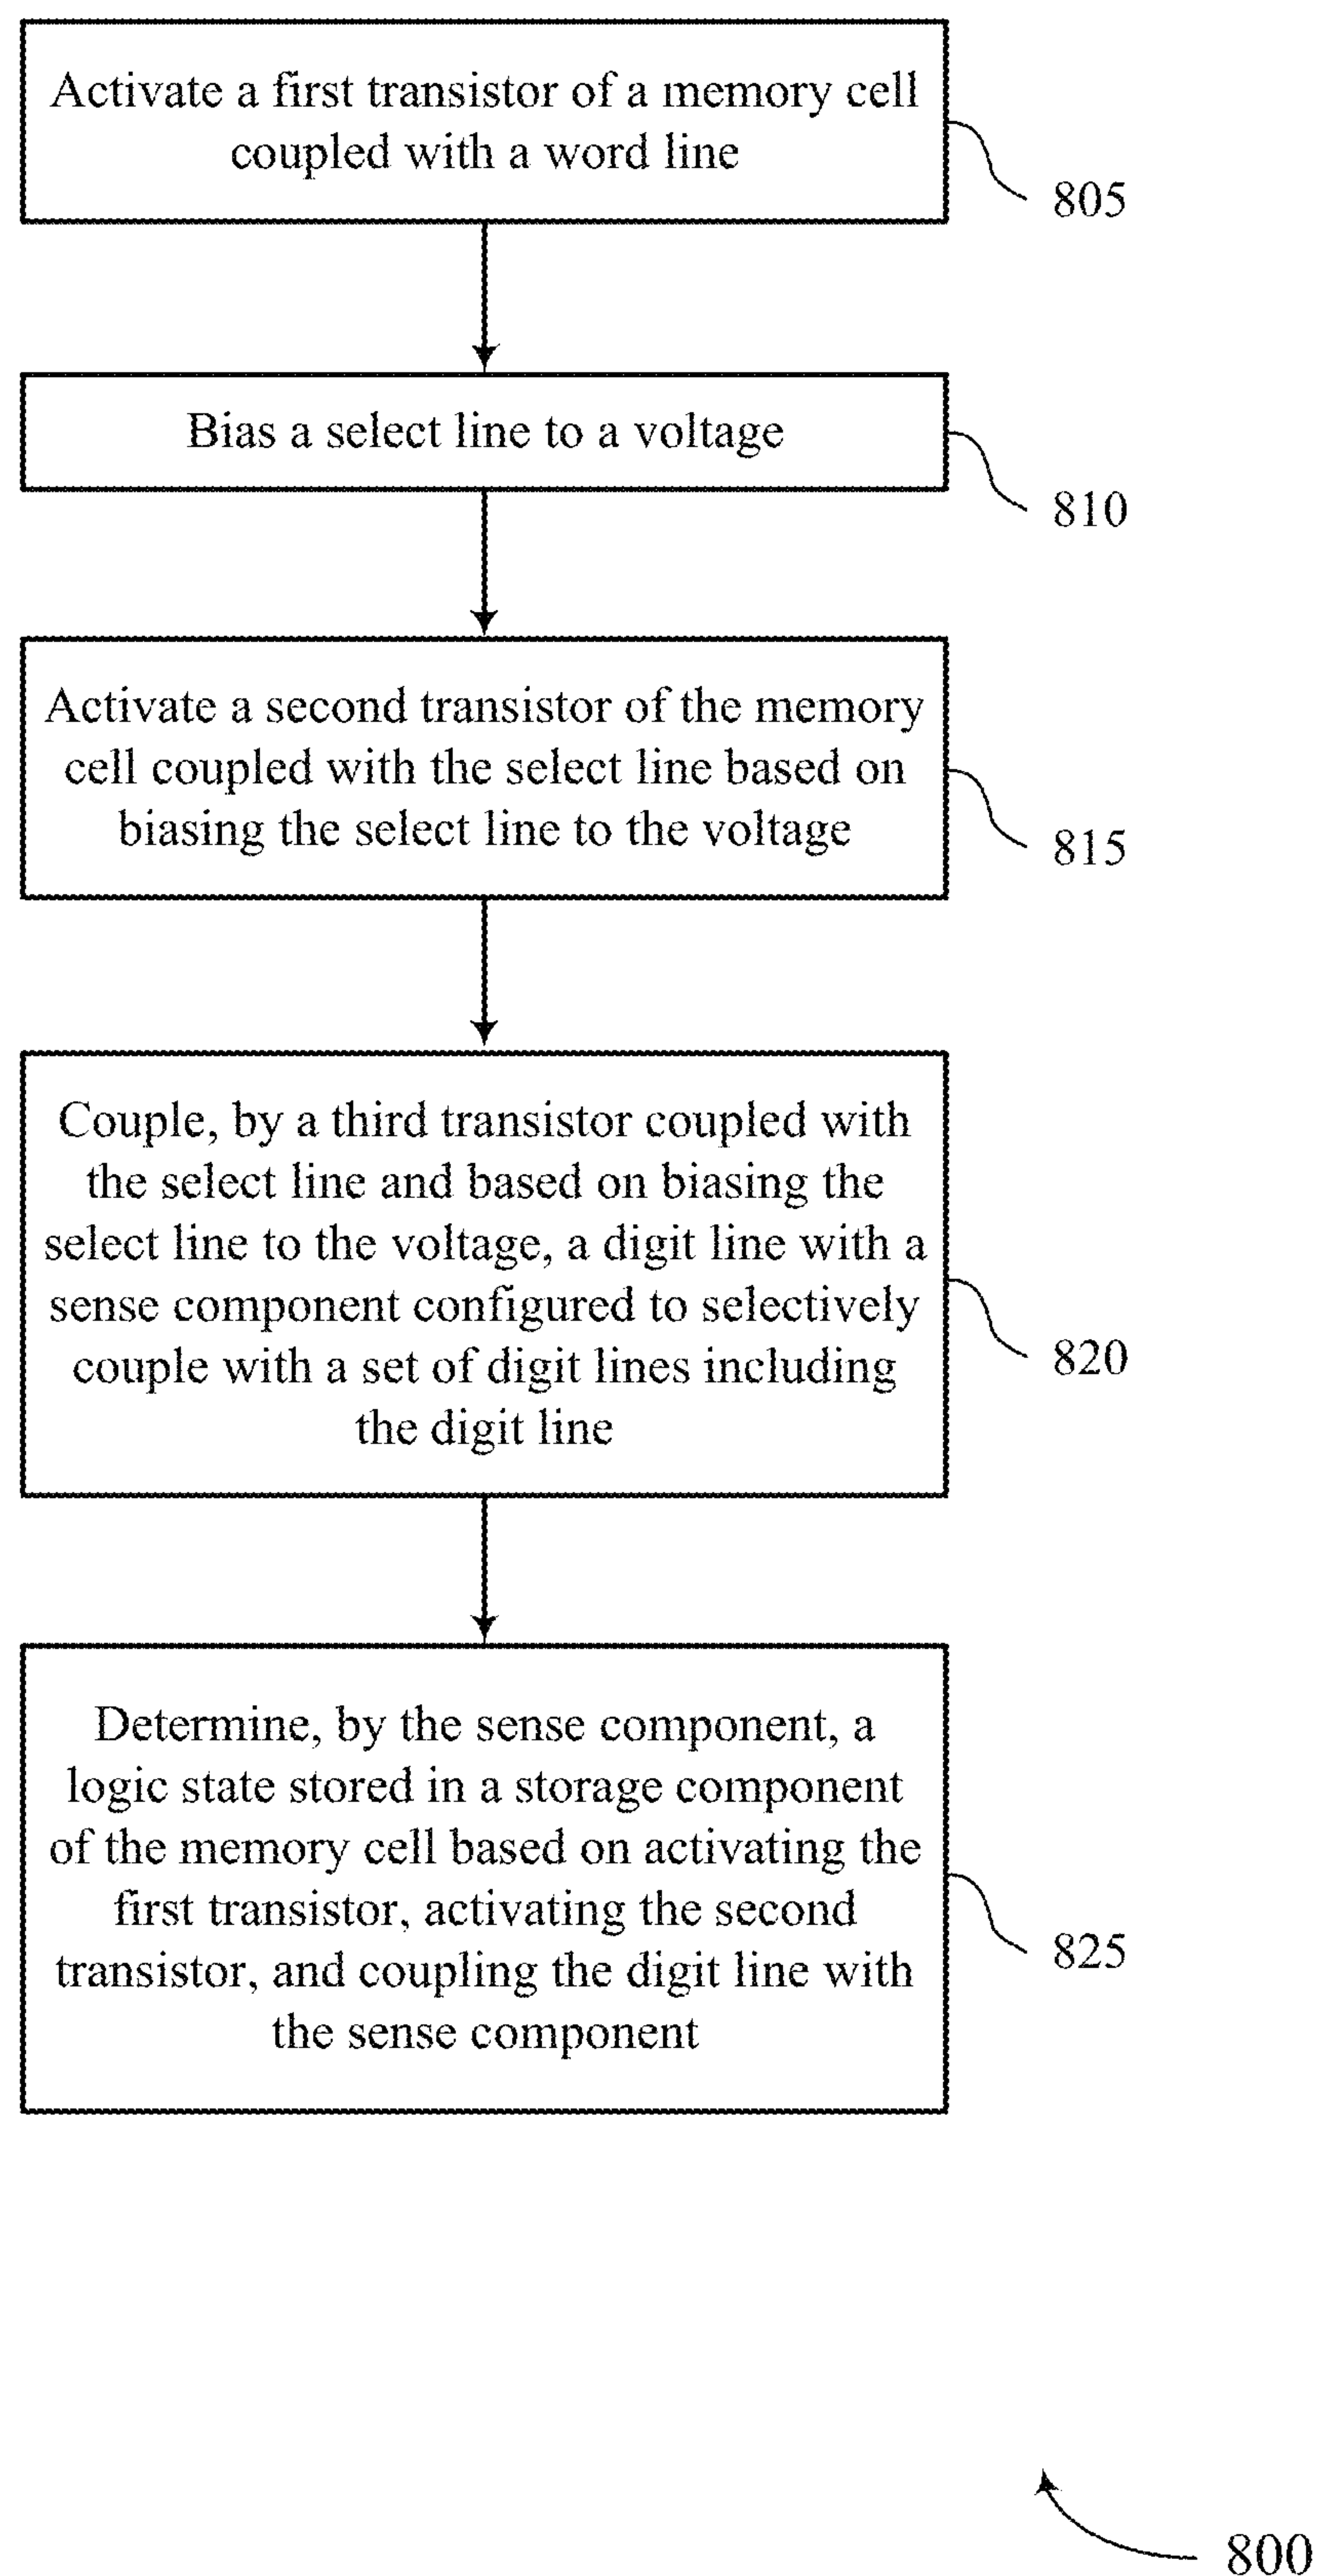 Activate a first transistor of a memory cell
coupled with a word line
805
Bias a select line to a voltage
810
Activate a second transistor of the memory
cell coupled with the select line based on
biasing the select line to the voltage
815
Couple, by a third transistor coupled with
the select line and based on biasing the
select line to the voltage, a digit line with a
sense component configured to selectively
couple with a set of digit lines including
the digit line
820
Determine, by the sense component, a
logic state stored in a storage component
of the memory cell based on activating the
first transistor, activating the second
transistor, and coupling the digit line with
the sense component
825
800